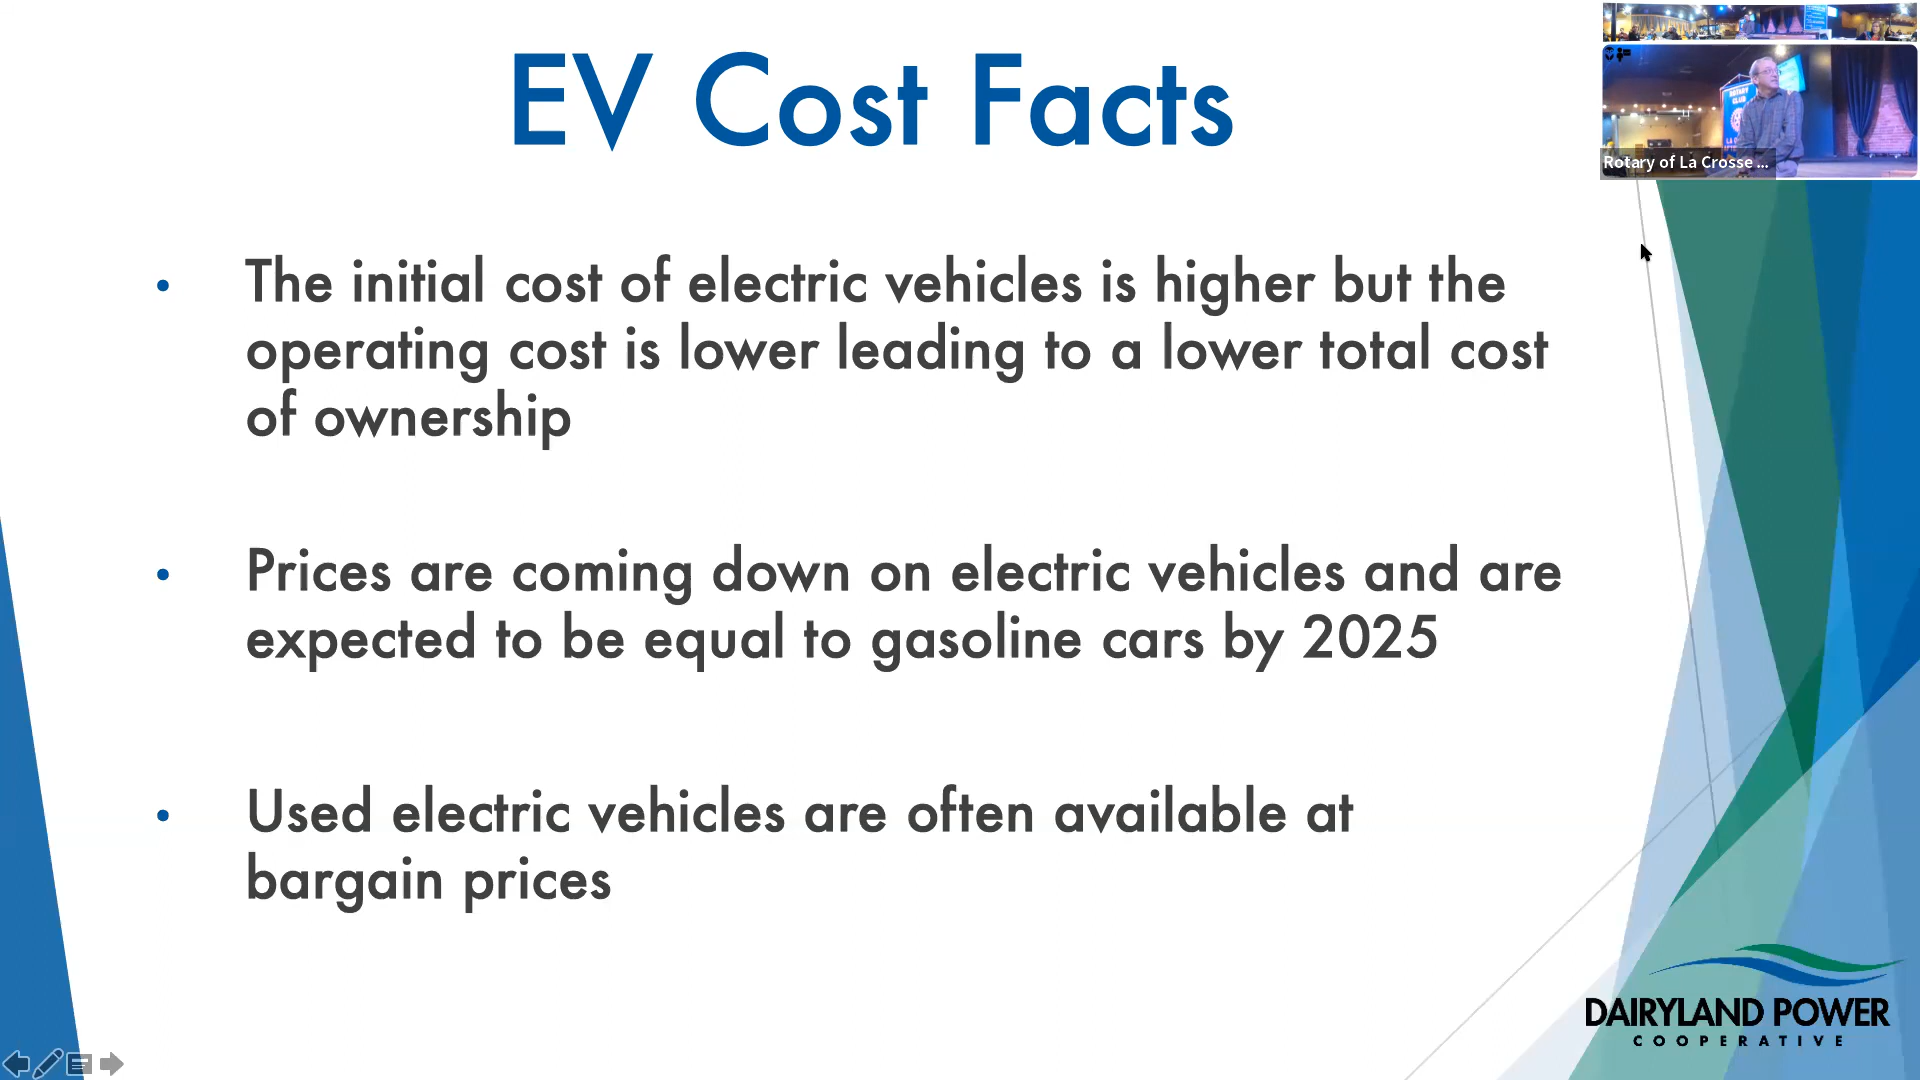 EV Cost Facts
• The initial cost of electric vehicles is higher but the
operating cost is lower leading to a lower total cost
of ownership
• Prices are coming down on electric vehicles and are
expected to be equal to gasoline cars by 2025
• Used electric vehicles are often available at
bargain prices
ROTARY
CLUB
Rotary of La Crosse ...
DAIRYLAND POWER
COOPERATIVE